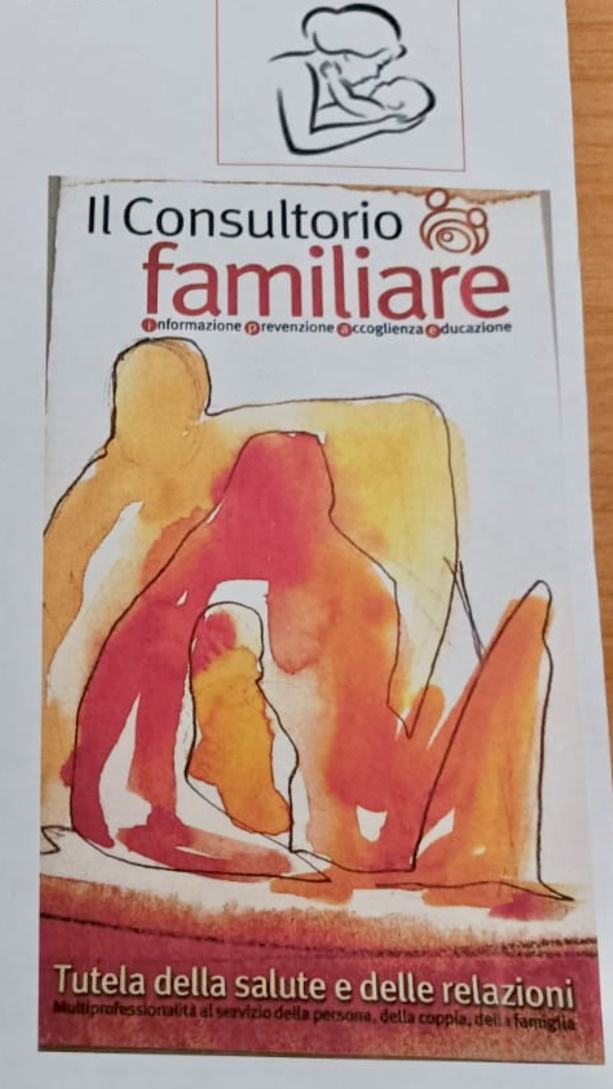 Il Consultorio
familiare
informazione prevenzione accoglienza educazione
Tutela della salute e delle relazioni
Multiprofessionalità al servizio della persona, della coppia, della famiglia